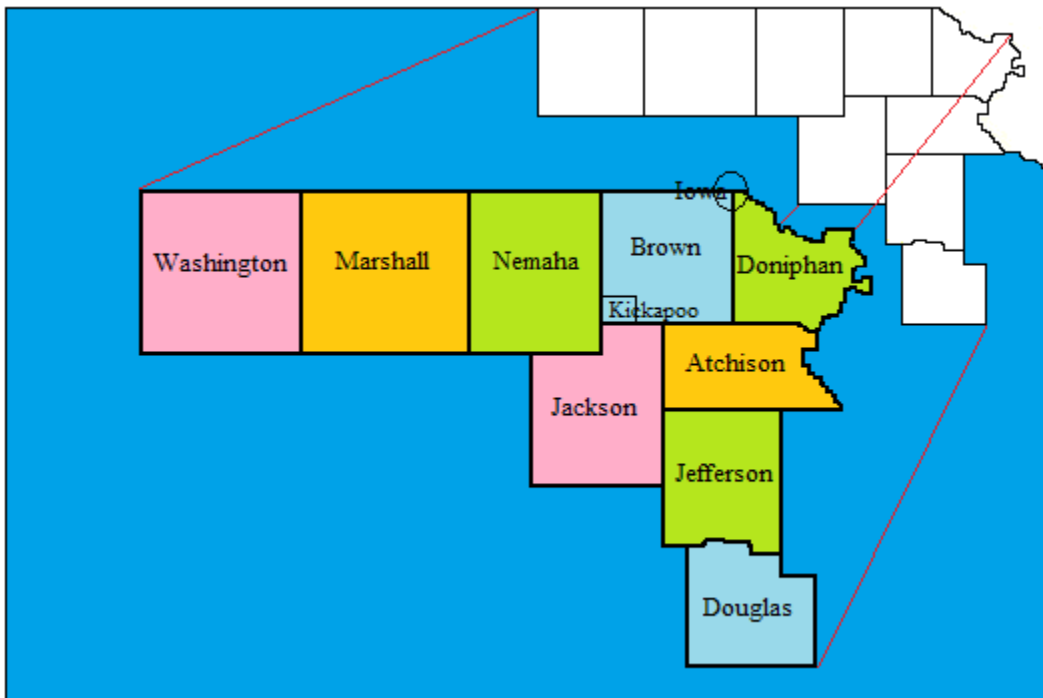 Iowa
Brown
Washington
Marshall
Nemaha
Doniphan
Kickapoo
Atchison
Jackson
Jefferson
Douglas